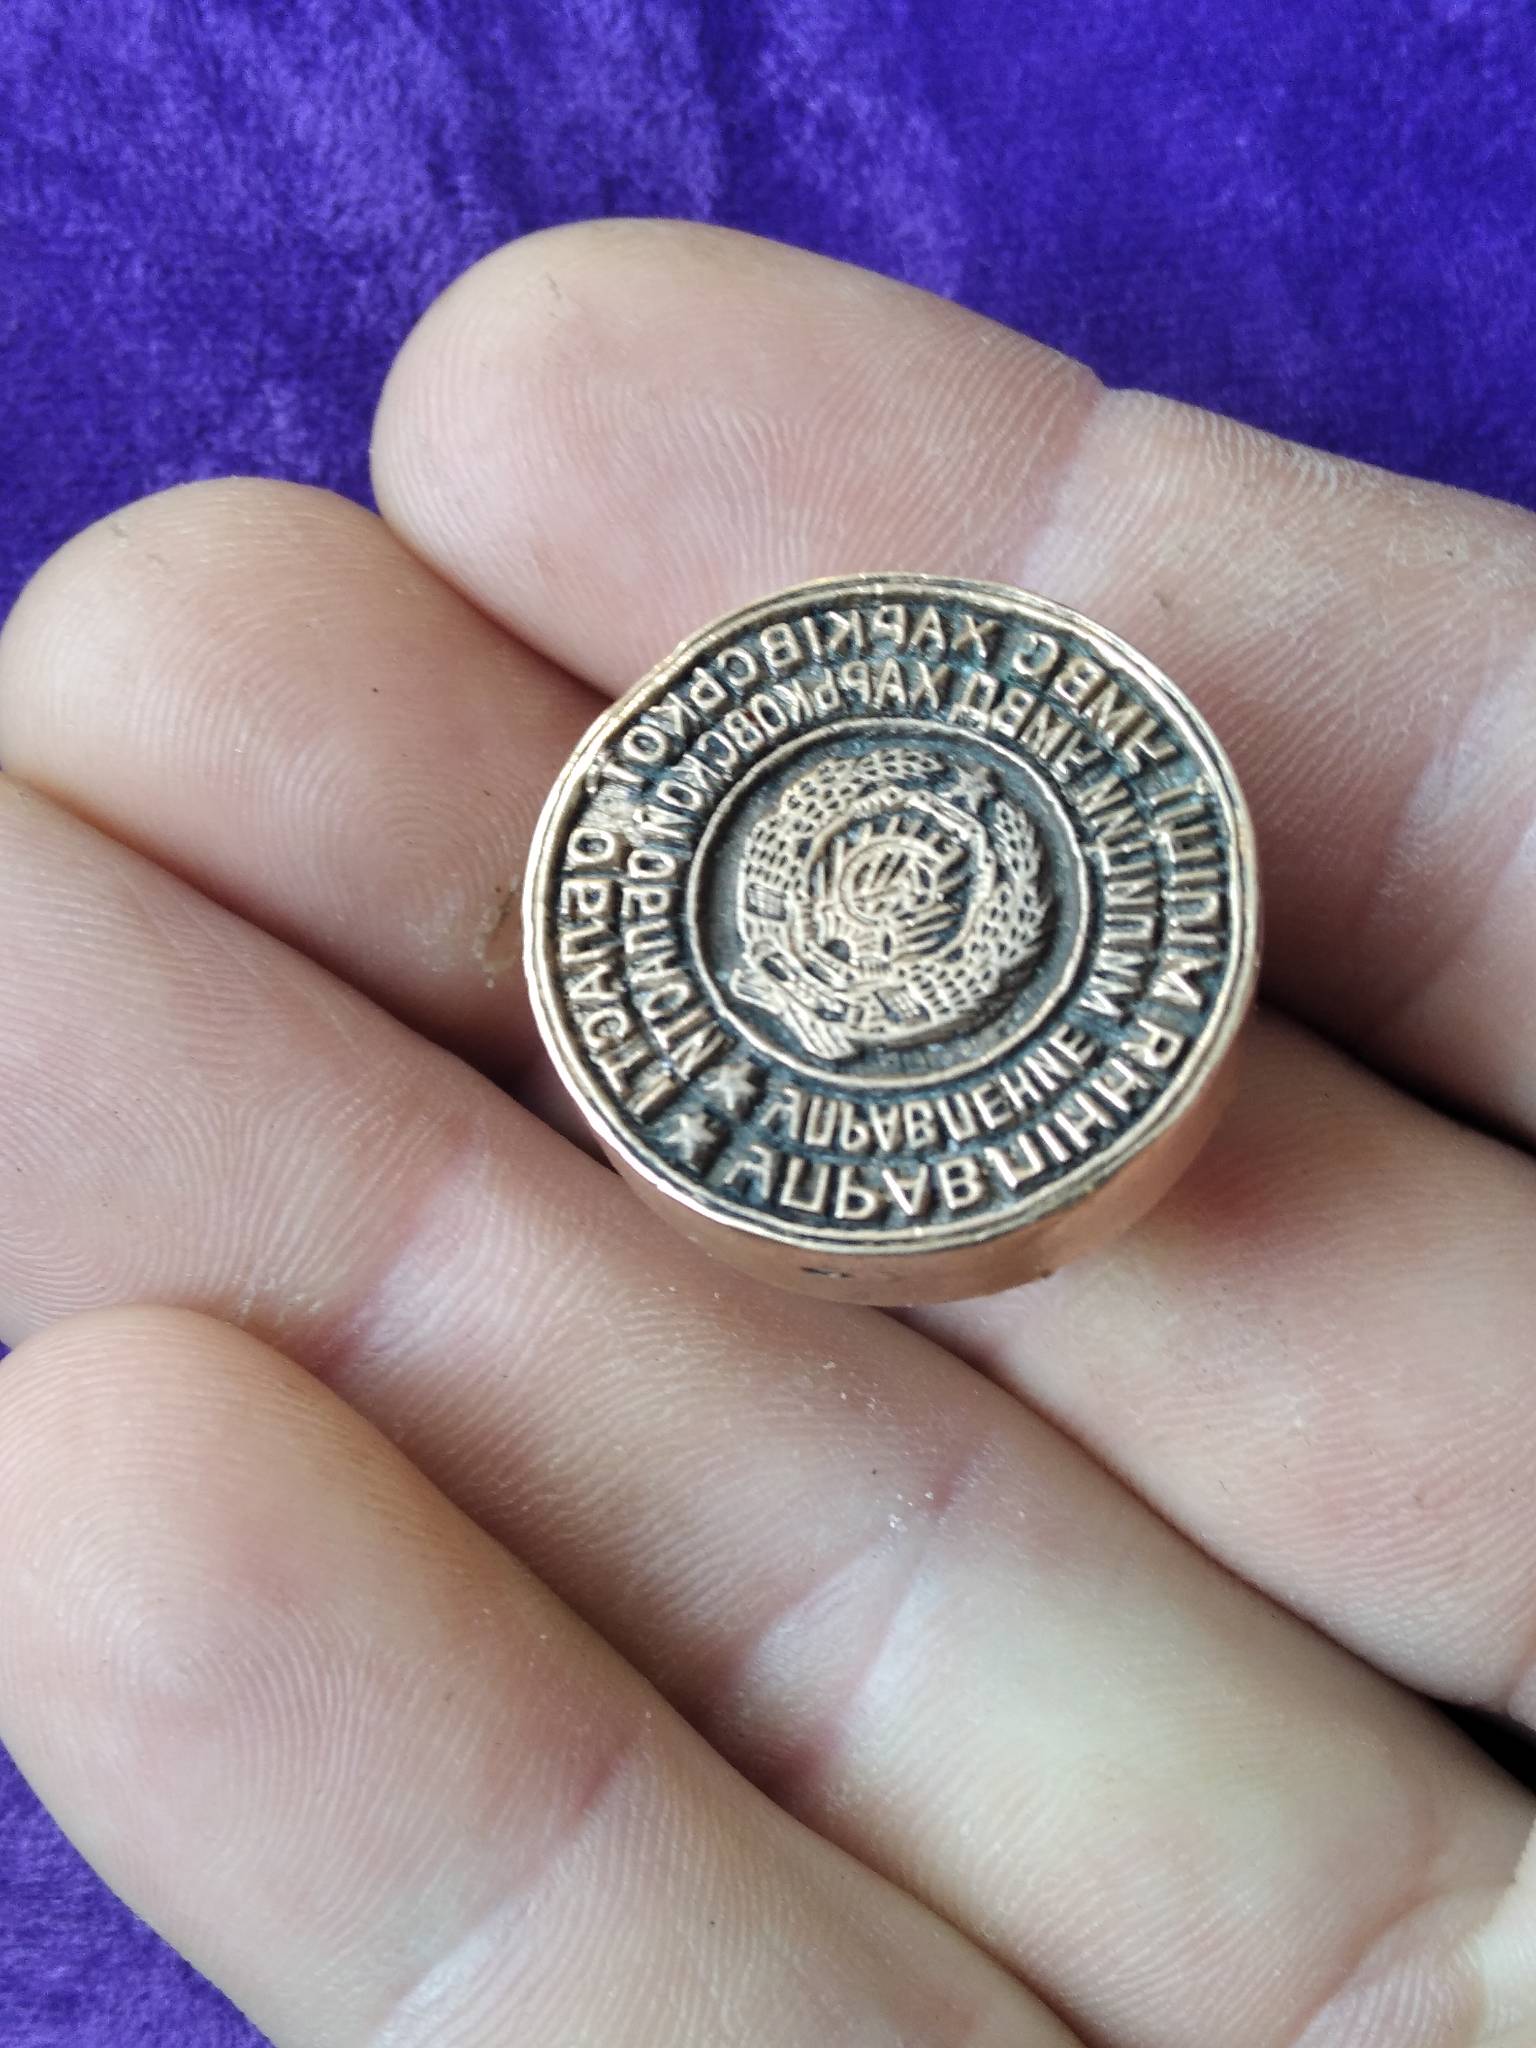 УПРАВЛІННЯ МІЛІЦІЇ УМВС ХАРКІВСЬКОЇ ОБЛАСТІ
УПРАВЛЕНИЕ МИЛИЦИИ УМВД ХАРЬКОВСКОЙ ОБЛАСТИ